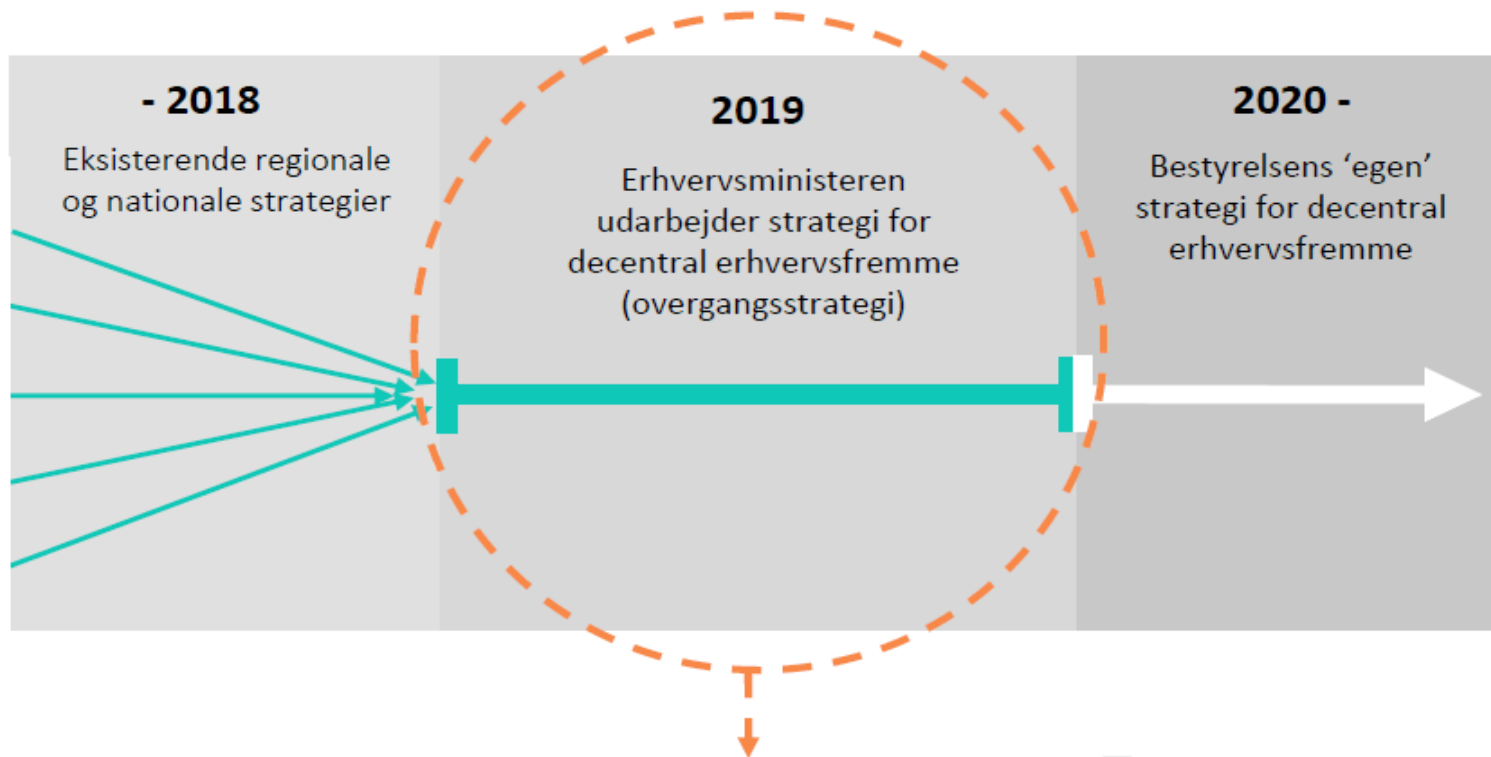 - 2018
Eksisterende regionale
og nationale strategier
2019
Erhvervsministeren
udarbejder strategi for
decentral erhvervsfremme
(overgangsstrategi)
2020 -
Bestyrelsens ‘egen’
strategi for decentral
erhvervsfremme